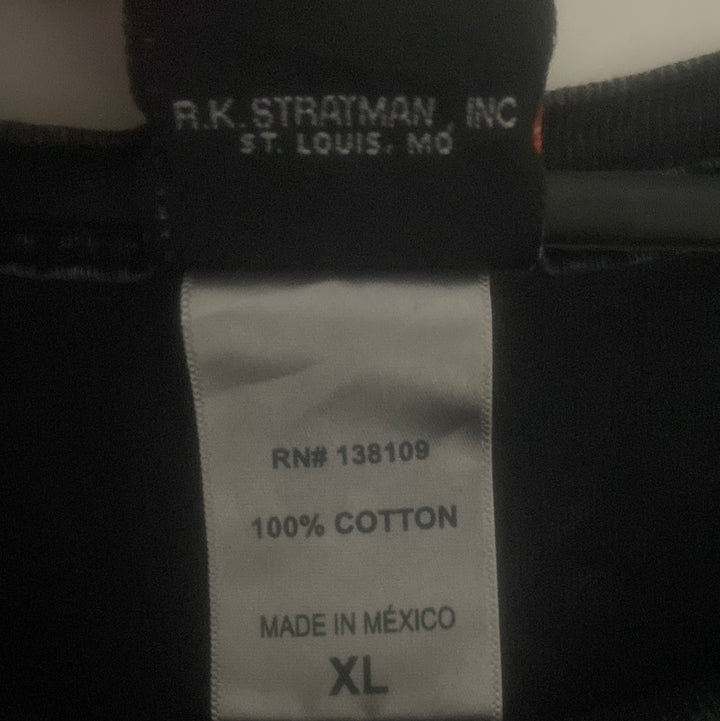 R.K. STRATMAN, INC
ST. LOUIS, MO
RN# 138109
100% COTTON
MADE IN MÉXICO
XL